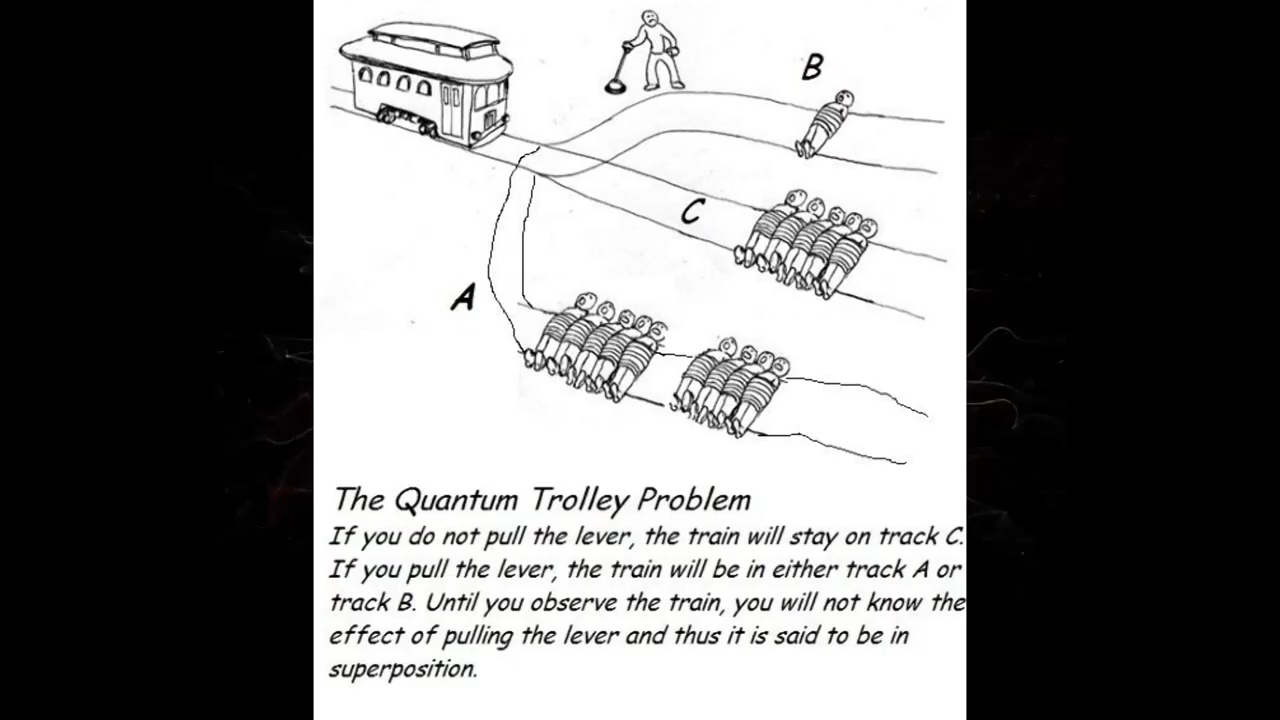 B
C
A
The Quantum Trolley Problem
If you do not pull the lever, the train will stay on track C.
If you pull the lever, the train will be in either track A or
track B. Until you observe the train, you will not know the
effect of pulling the lever and thus it is said to be in
superposition.